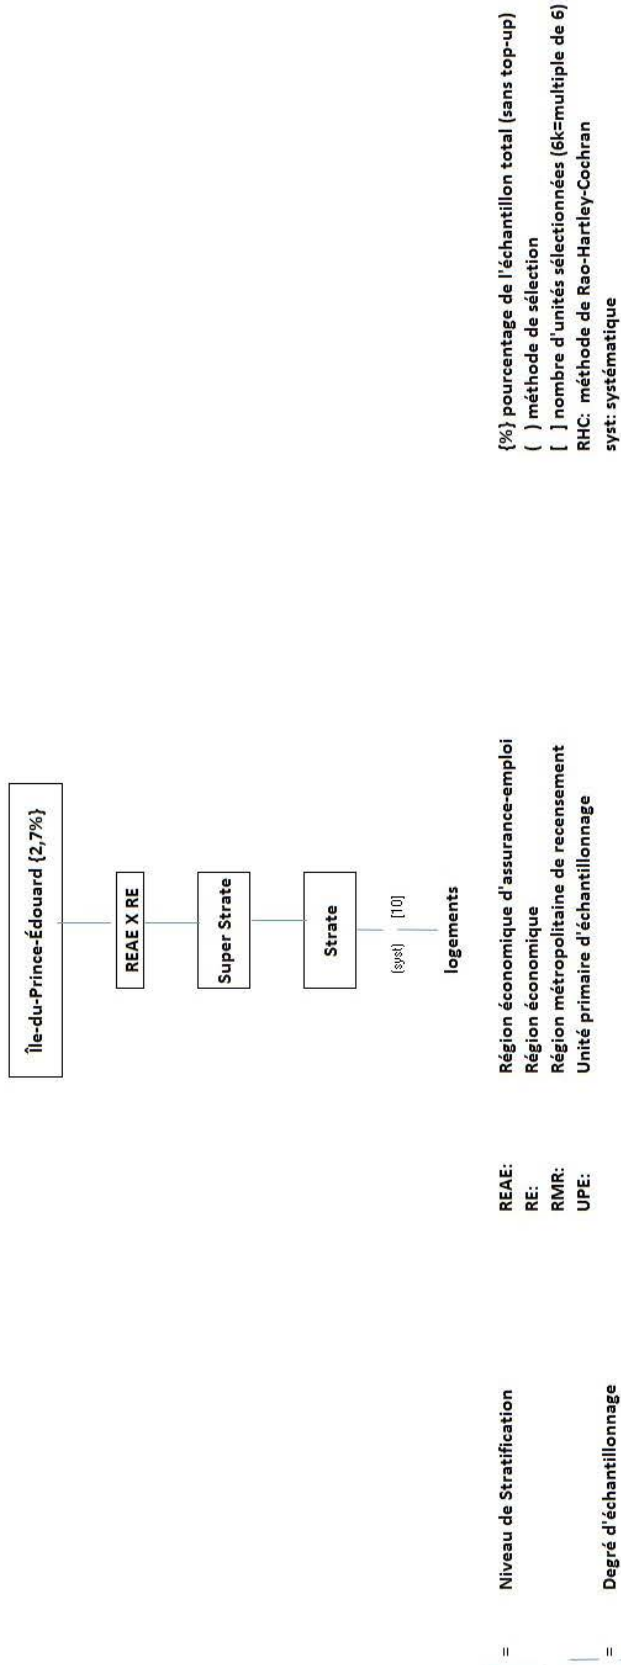 Île-du-Prince-Édouard {2,7%}
REAE X RE
Super Strate
Strate
(syst) [10]
logements
= Niveau de Stratification
= Degré d'échantillonnage
REAE: Région économique d'assurance-emploi
RE: Région économique
RMR: Région métropolitaine de recensement
UPE: Unité primaire d'échantillonnage
{%} pourcentage de l'échantillon total (sans top-up)
( ) méthode de sélection
[ ] nombre d'unités sélectionnées (6k=multiple de 6)
RHC: méthode de Rao-Hartley-Cochran
syst: systématique